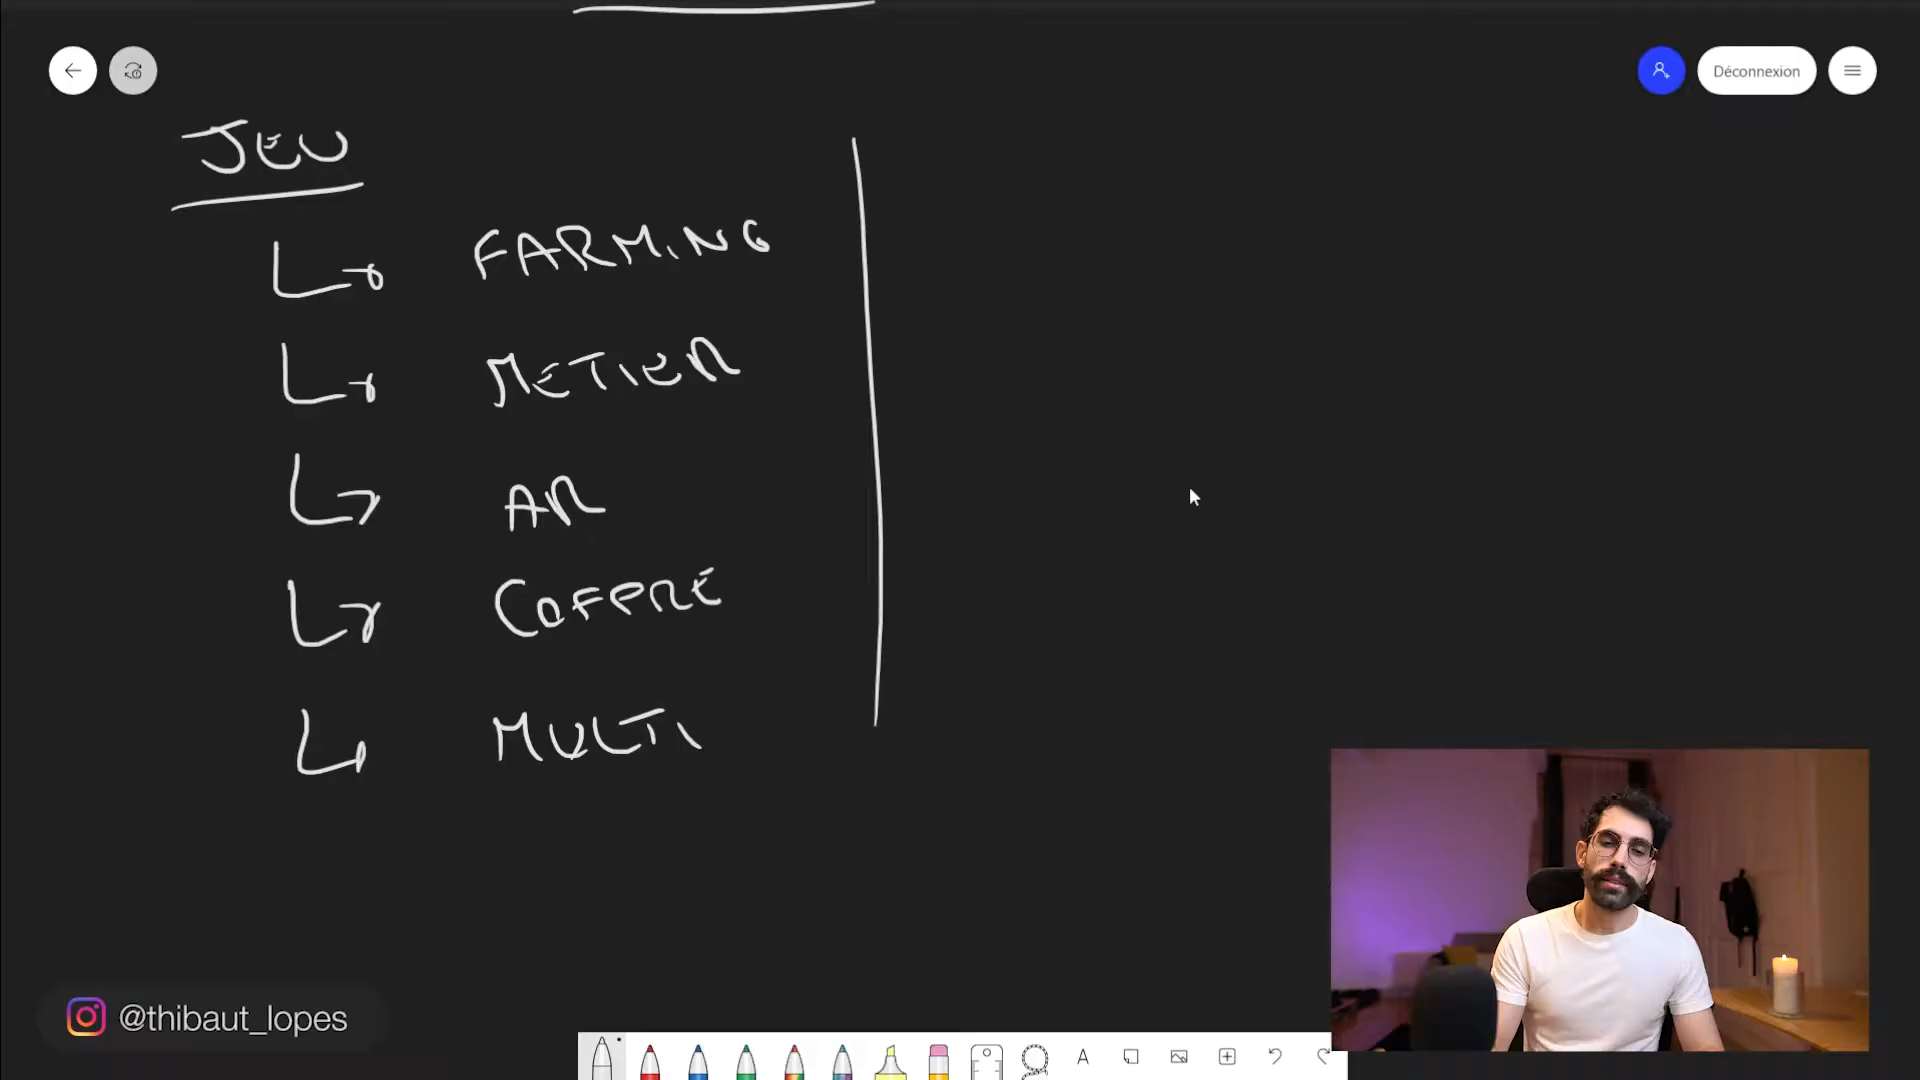 Déconnexion
JEU
FARMING
METIER
AR
COFFRE
MULTI
@thibaut_lopes
A